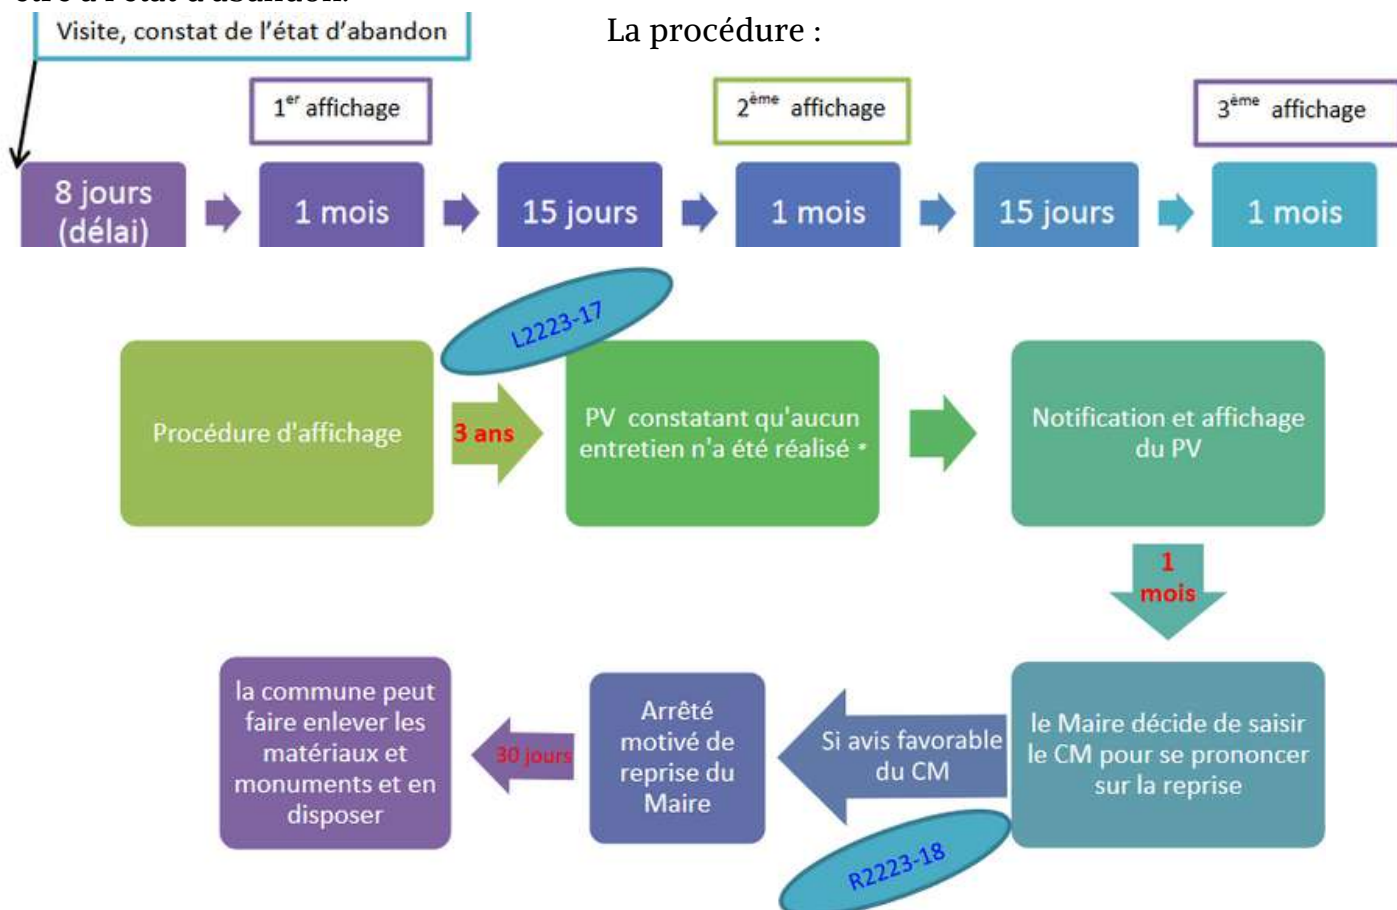 être à l'état d'abandon.
Visite, constat de l'état d'abandon
La procédure :
1er affichage
2ème affichage
3ème affichage
8 jours
(délai)
1 mois
15 jours
1 mois
15 jours
1 mois
L2223-17
Procédure d'affichage
3 ans
PV constatant qu'aucun
entretien n'a été réalisé *
Notification et affichage
du PV
1
mois
le Maire décide de saisir
le CM pour se prononcer
sur la reprise
Si avis favorable
du CM
R2223-18
Arrêté
motivé de
reprise du
Maire
30 jours
la commune peut
faire enlever les
matériaux et
monuments et en
disposer